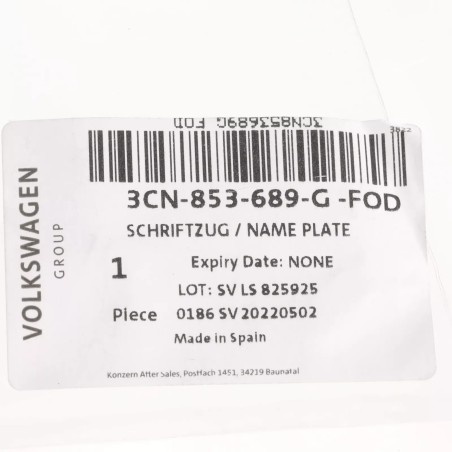 3CN853689G FOD
3822
3CN-853-689-G -FOD
SCHRIFTZUG / NAME PLATE
1
Expiry Date: NONE
LOT: SV LS 825925
Piece 0186 SV 20220502
Made in Spain
Konzern After Sales, Postfach 1451, 34219 Baunatal
VOLKSWAGEN
GROUP